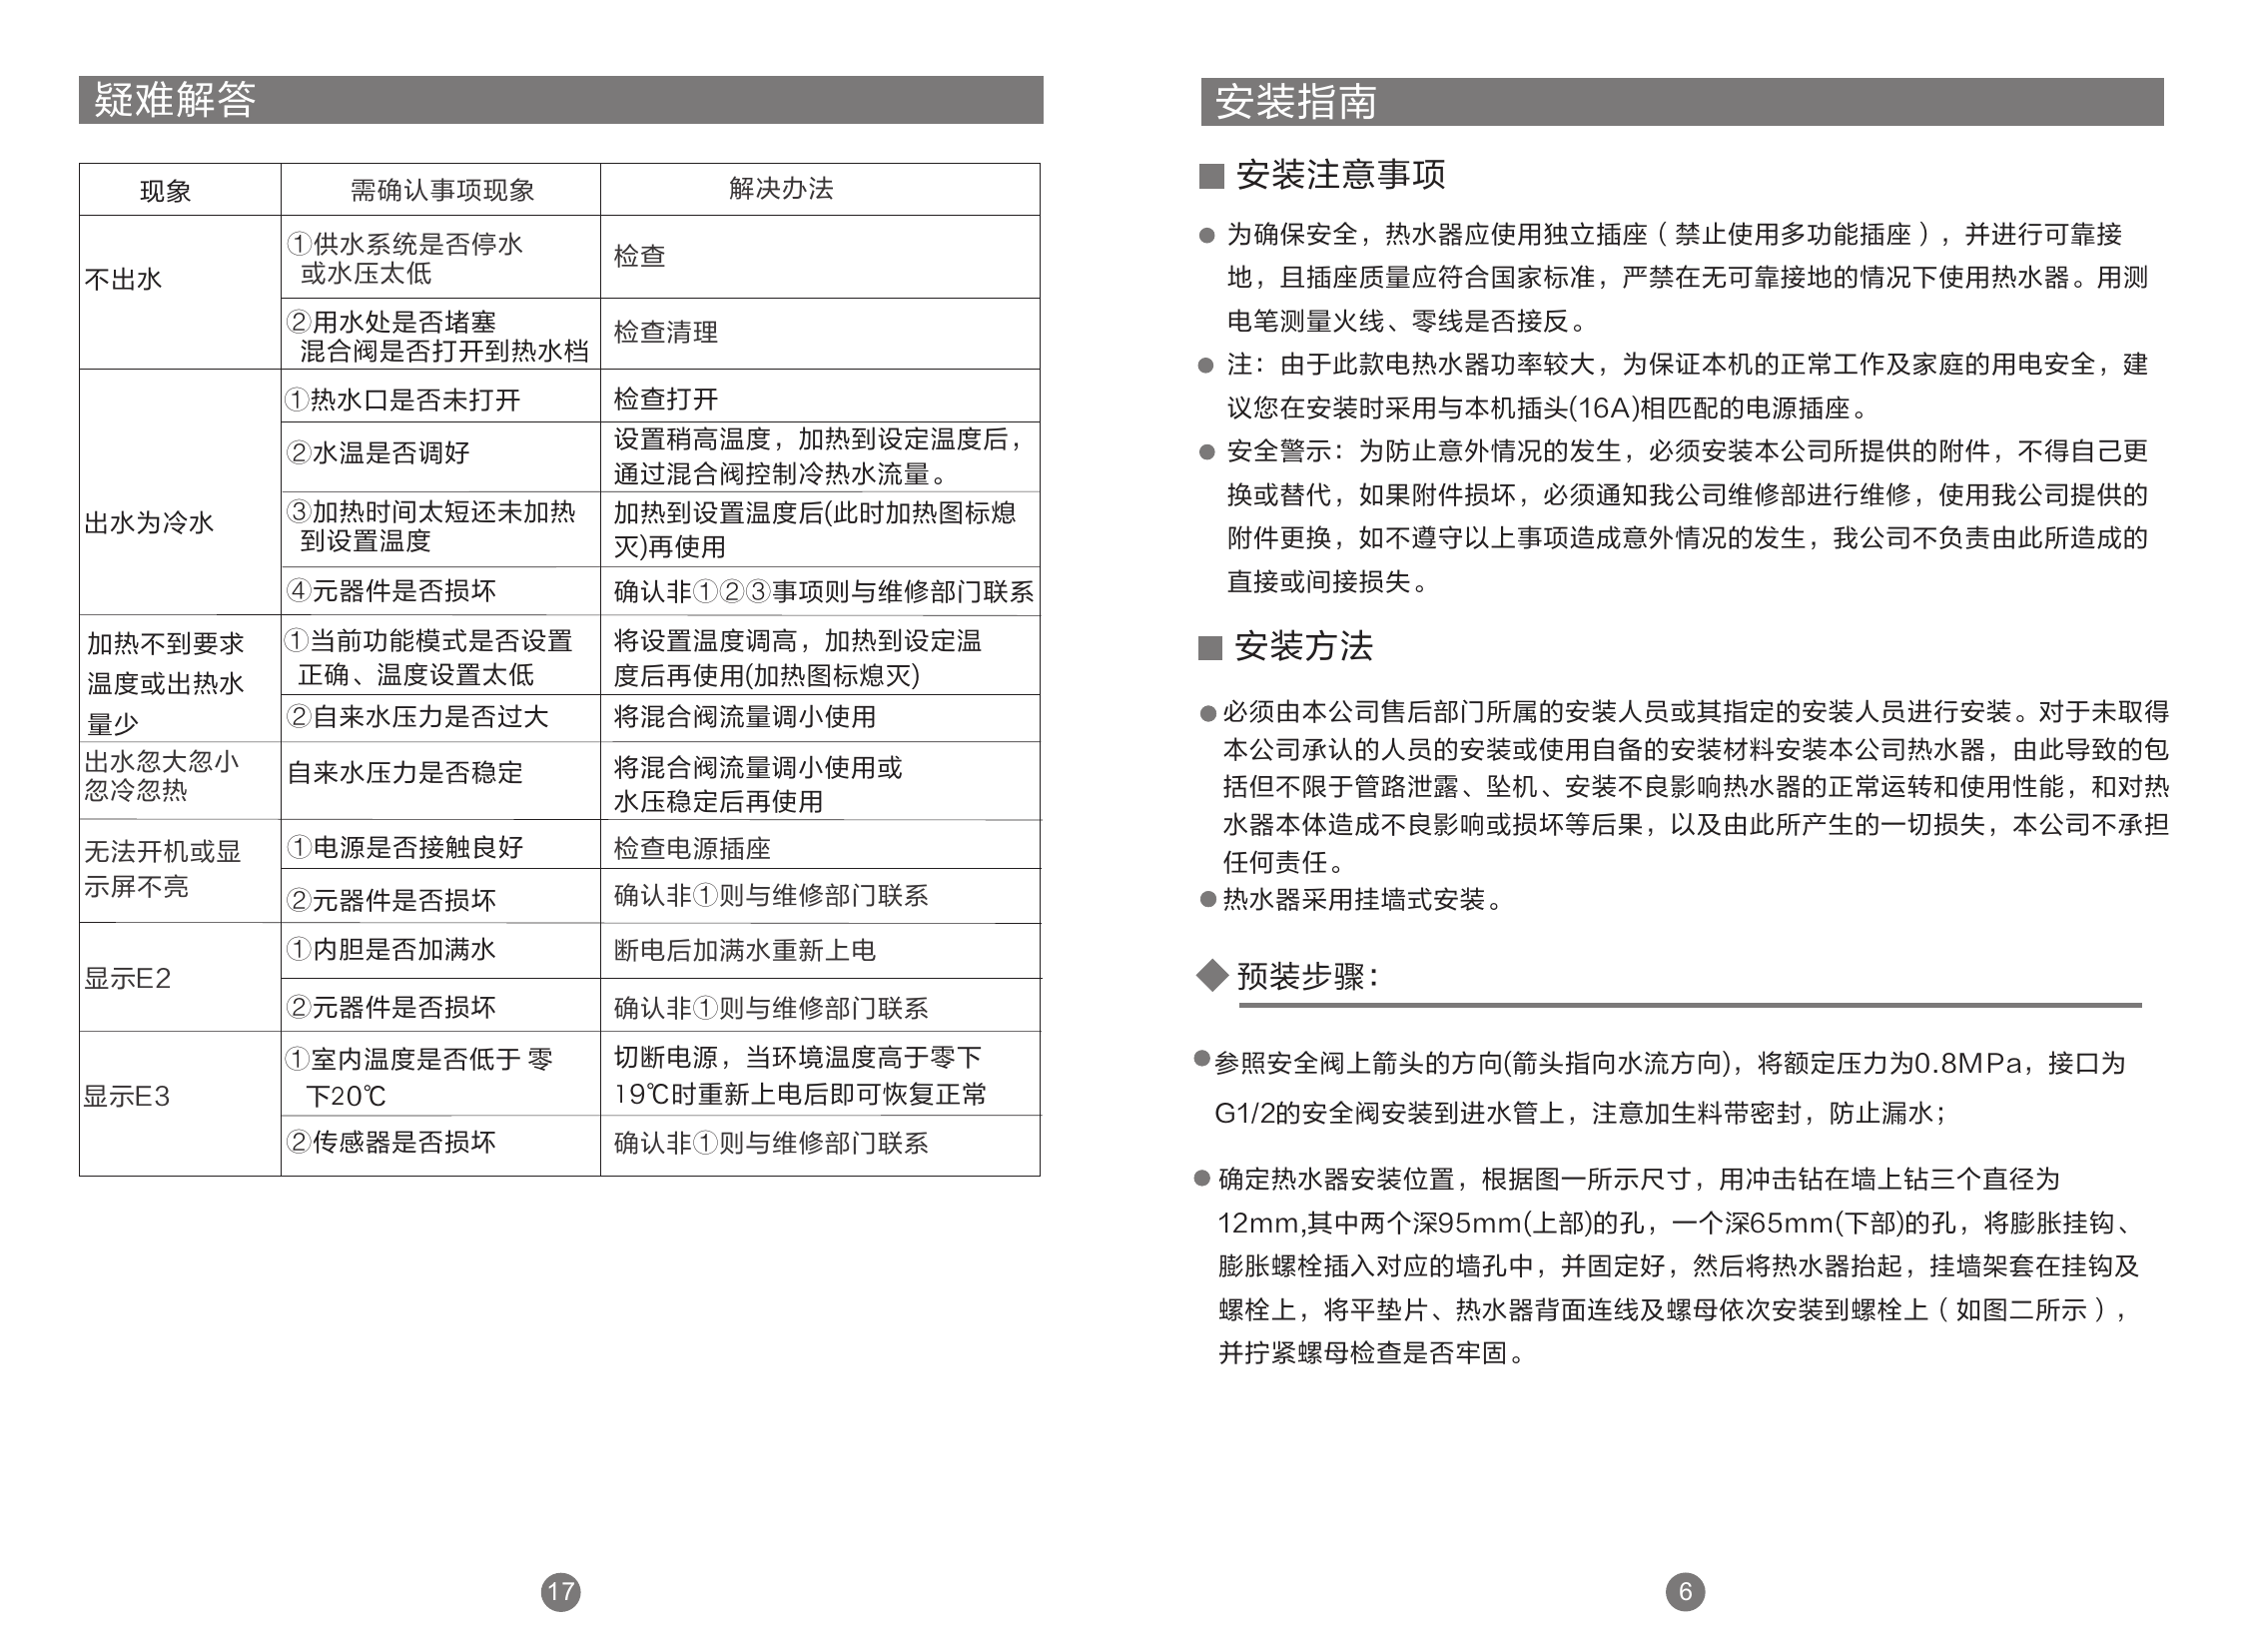 疑难解答
现象 需确认事项现象 解决办法
不出水
①供水系统是否停水
或水压太低
检查
②用水处是否堵塞
混合阀是否打开到热水档
检查清理
出水为冷水
①热水口是否未打开
检查打开
②水温是否调好
设置稍高温度，加热到设定温度后，
通过混合阀控制冷热水流量。
③加热时间太短还未加热
到设置温度
加热到设置温度后(此时加热图标熄
灭)再使用
④元器件是否损坏
确认非①②③事项则与维修部门联系
加热不到要求
温度或出热水
量少
①当前功能模式是否设置
正确、温度设置太低
将设置温度调高，加热到设定温
度后再使用(加热图标熄灭)
②自来水压力是否过大
将混合阀流量调小使用
出水忽大忽小
忽冷忽热
自来水压力是否稳定
将混合阀流量调小使用或
水压稳定后再使用
无法开机或显
示屏不亮
①电源是否接触良好
检查电源插座
②元器件是否损坏
确认非①则与维修部门联系
显示E2
①内胆是否加满水
断电后加满水重新上电
②元器件是否损坏
确认非①则与维修部门联系
显示E3
①室内温度是否低于 零
下20℃
切断电源，当环境温度高于零下
19℃时重新上电后即可恢复正常
②传感器是否损坏
确认非①则与维修部门联系
17
安装指南
■ 安装注意事项
● 为确保安全，热水器应使用独立插座（禁止使用多功能插座），并进行可靠接
地，且插座质量应符合国家标准，严禁在无可靠接地的情况下使用热水器。用测
电笔测量火线、零线是否接反。
● 注：由于此款电热水器功率较大，为保证本机的正常工作及家庭的用电安全，建
议您在安装时采用与本机插头(16A)相匹配的电源插座。
● 安全警示：为防止意外情况的发生，必须安装本公司所提供的附件，不得自己更
换或替代，如果附件损坏，必须通知我公司维修部进行维修，使用我公司提供的
附件更换，如不遵守以上事项造成意外情况的发生，我公司不负责由此所造成的
直接或间接损失。
■ 安装方法
● 必须由本公司售后部门所属的安装人员或其指定的安装人员进行安装。对于未取得
本公司承认的人员的安装或使用自备的安装材料安装本公司热水器，由此导致的包
括但不限于管路泄露、坠机、安装不良影响热水器的正常运转和使用性能，和对热
水器本体造成不良影响或损坏等后果，以及由此所产生的一切损失，本公司不承担
任何责任。
● 热水器采用挂墙式安装。
◆ 预装步骤：
● 参照安全阀上箭头的方向(箭头指向水流方向)，将额定压力为0.8MPa，接口为
G1/2的安全阀安装到进水管上，注意加生料带密封，防止漏水；
● 确定热水器安装位置，根据图一所示尺寸，用冲击钻在墙上钻三个直径为
12mm,其中两个深95mm(上部)的孔，一个深65mm(下部)的孔，将膨胀挂钩、
膨胀螺栓插入对应的墙孔中，并固定好，然后将热水器抬起，挂墙架套在挂钩及
螺栓上，将平垫片、热水器背面连线及螺母依次安装到螺栓上（如图二所示），
并拧紧螺母检查是否牢固。
6